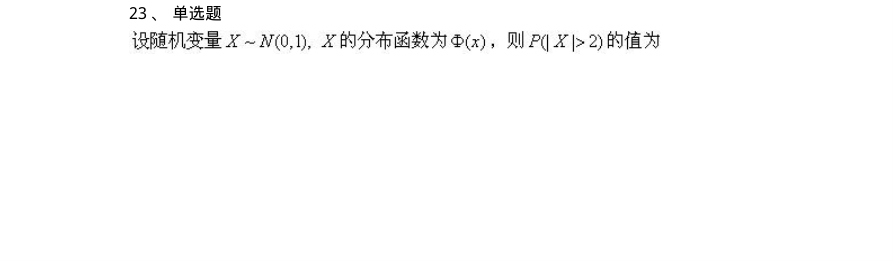 23 、 单选题
设随机变量 X ~ N(0,1), X 的分布函数为 Φ(x)，则 P(| X |> 2) 的值为